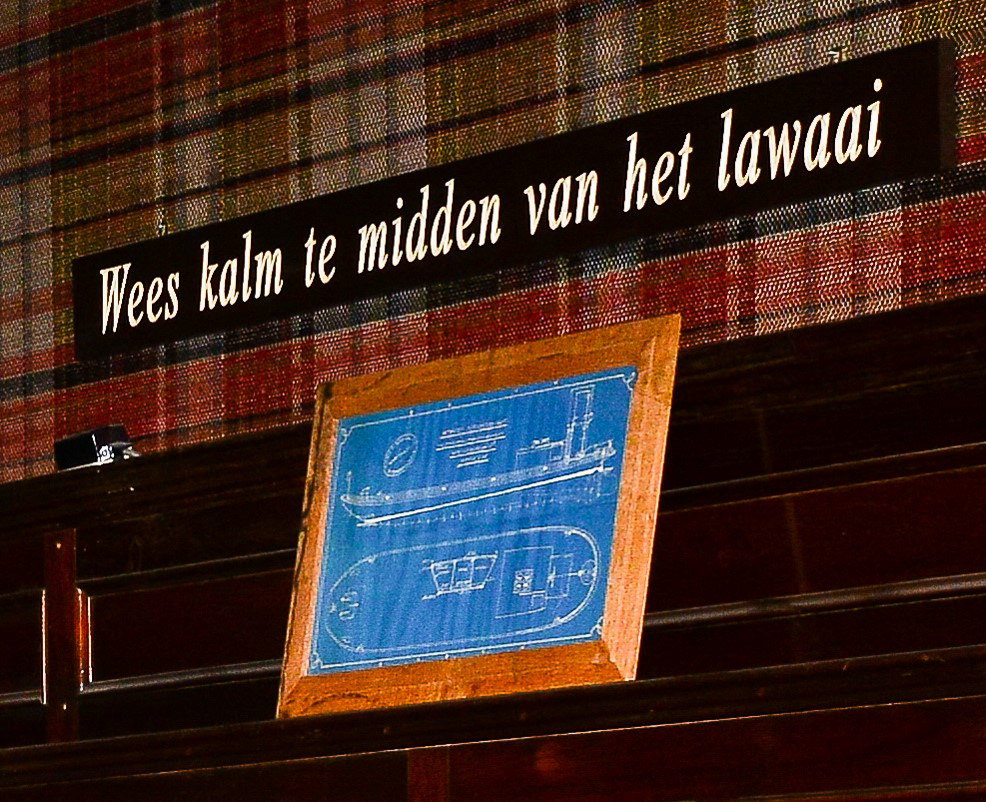 Wees kalm te midden van het lawaai